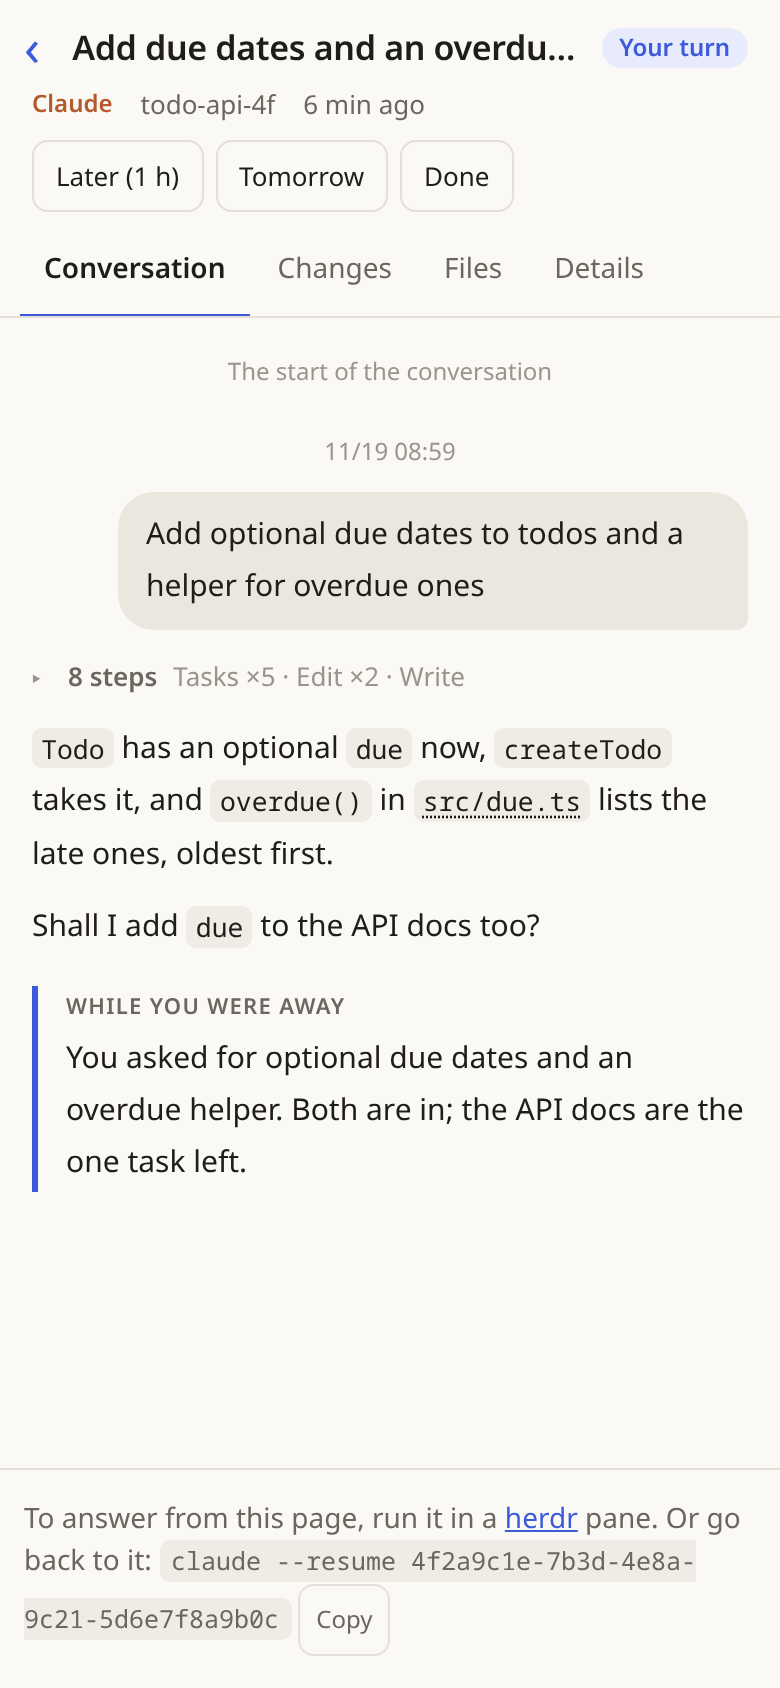 ‹ Add due dates and an overdu... Your turn
Claude todo-api-4f 6 min ago
Later (1 h) Tomorrow Done
Conversation Changes Files Details
The start of the conversation
11/19 08:59
Add optional due dates to todos and a
helper for overdue ones
▸ 8 steps Tasks ×5 · Edit ×2 · Write
Todo has an optional due now, createTodo
takes it, and overdue() in src/due.ts lists the
late ones, oldest first.
Shall I add due to the API docs too?
WHILE YOU WERE AWAY
You asked for optional due dates and an
overdue helper. Both are in; the API docs are the
one task left.
To answer from this page, run it in a herdr pane. Or go
back to it: claude --resume 4f2a9c1e-7b3d-4e8a-
9c21-5d6e7f8a9b0c Copy